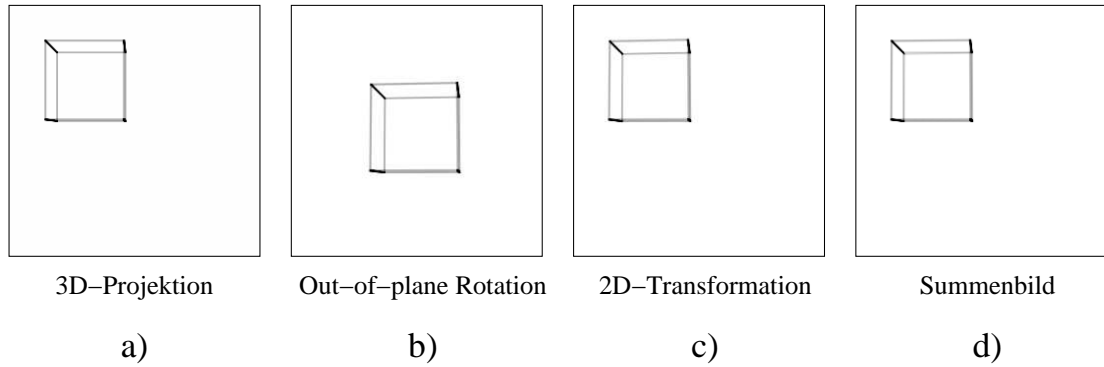 3D−Projektion Out−of−plane Rotation 2D−Transformation Summenbild
a) b) c) d)